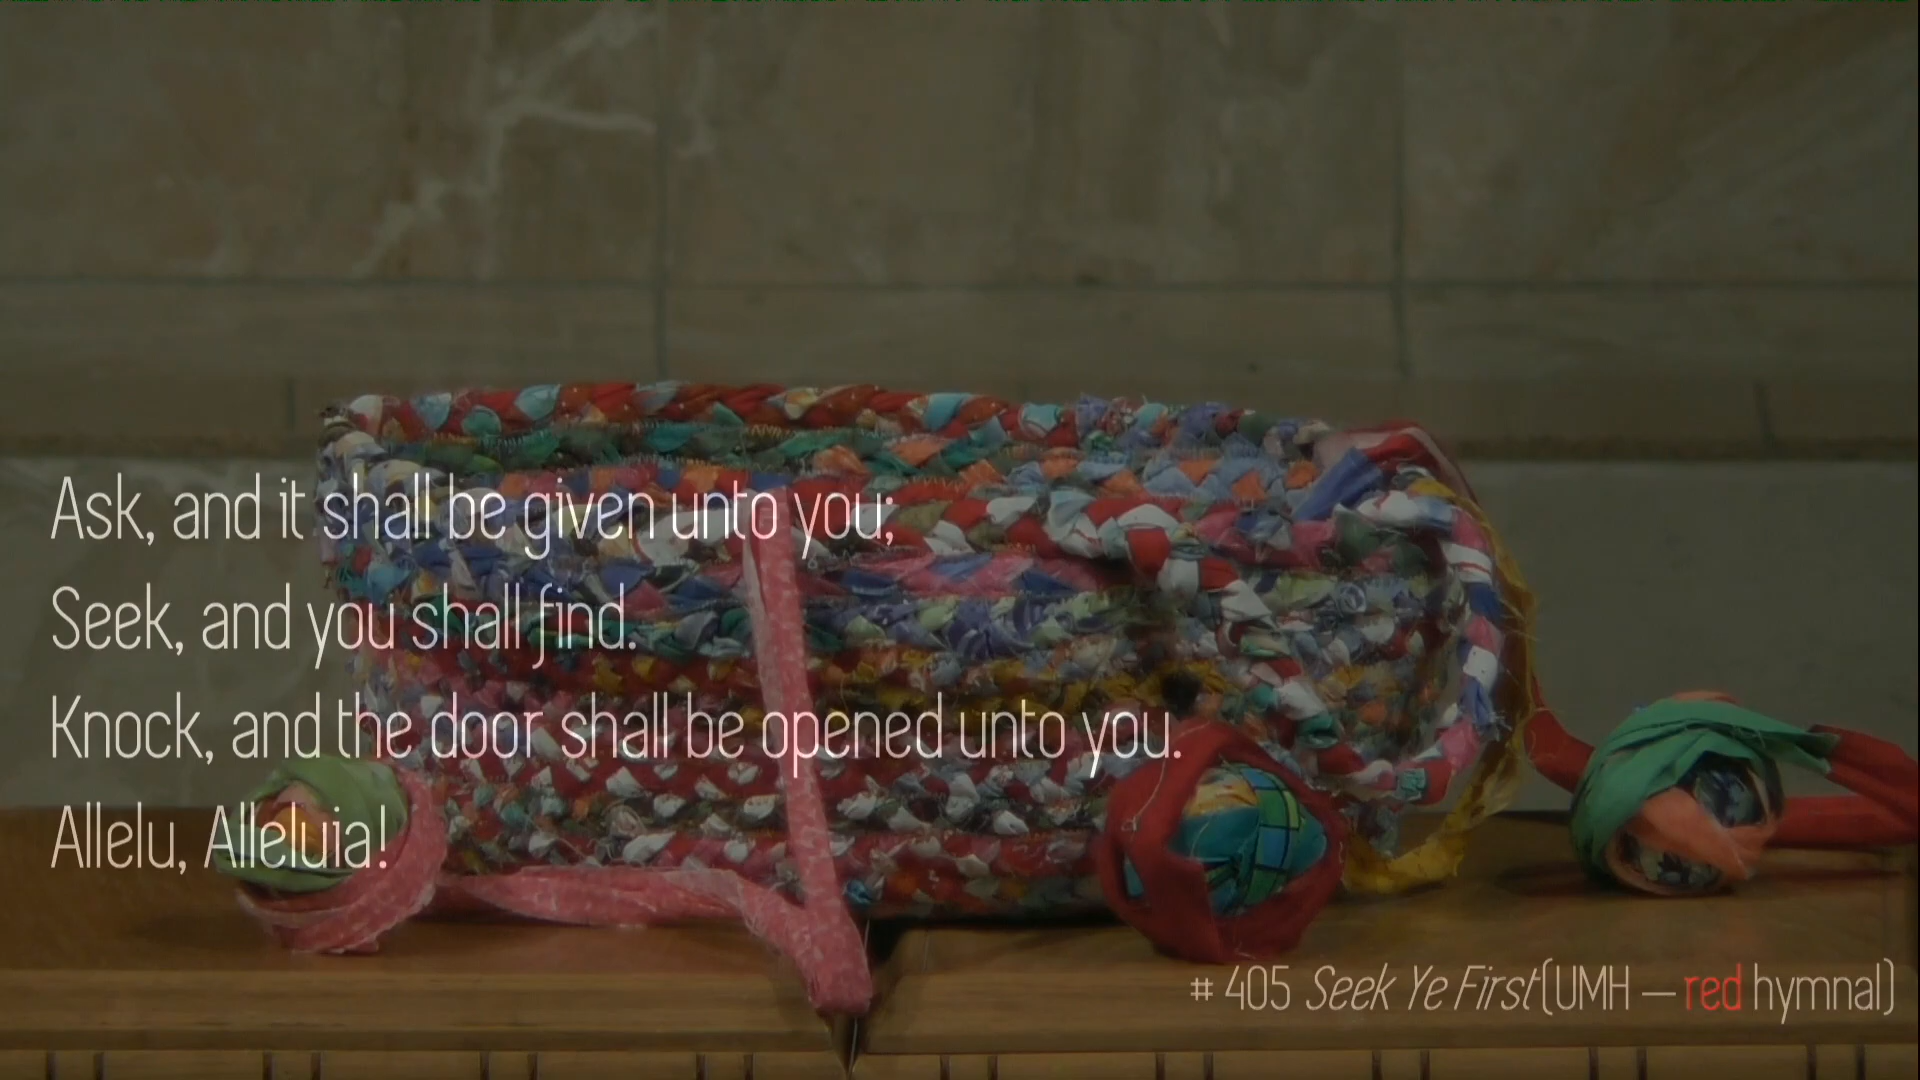 Ask, and it shall be given unto you;
Seek, and you shall find.
Knock, and the door shall be opened unto you.
Allelu, Alleluia!
# 405 Seek Ye First (UMH – red hymnal)